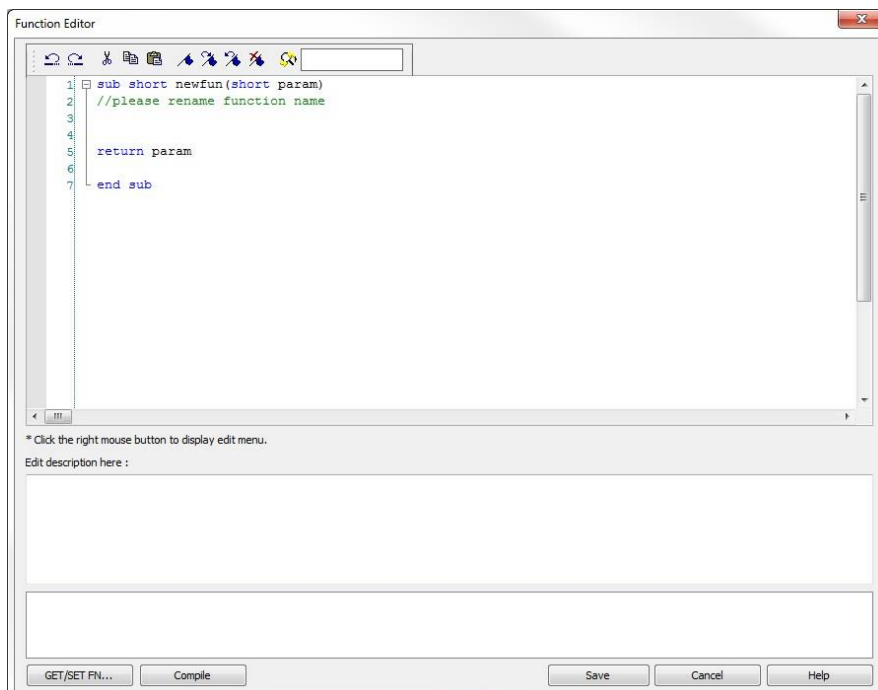 Function Editor
1 sub short newfun(short param)
2 //please rename function name
3
4
5 return param
6
7 end sub
* Click the right mouse button to display edit menu.
Edit description here :
GET/SET FN... Compile Save Cancel Help